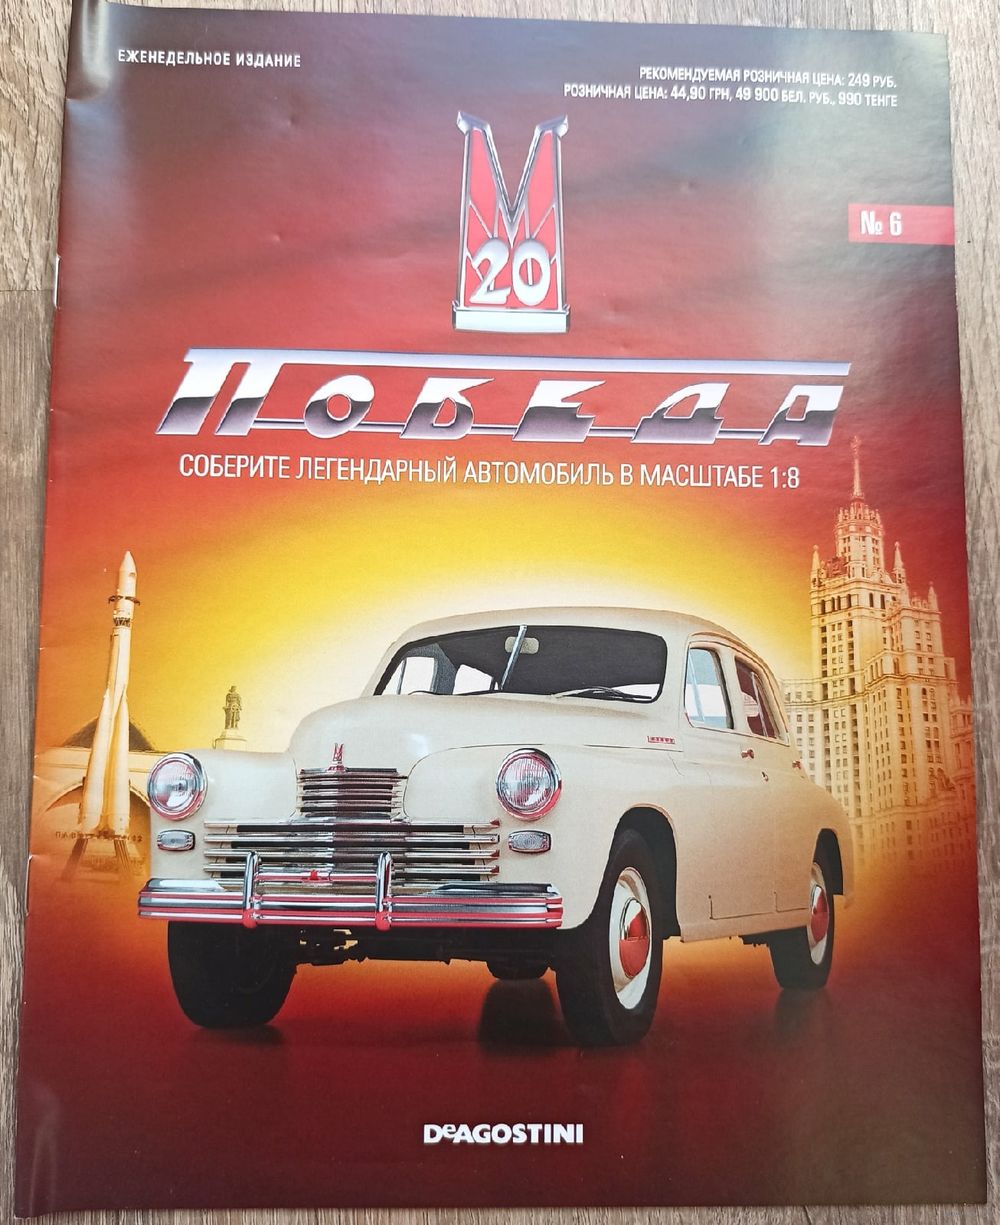 ЕЖЕНЕДЕЛЬНОЕ ИЗДАНИЕ
РЕКОМЕНДУЕМАЯ РОЗНИЧНАЯ ЦЕНА: 249 РУБ.
РОЗНИЧНАЯ ЦЕНА: 44,90 ГРН, 49 900 БЕЛ. РУБ., 990 ТЕНГЕ
М
20
№ 6
ПОБЕДА
СОБЕРИТЕ ЛЕГЕНДАРНЫЙ АВТОМОБИЛЬ В МАСШТАБЕ 1:8
DeAGOSTINI